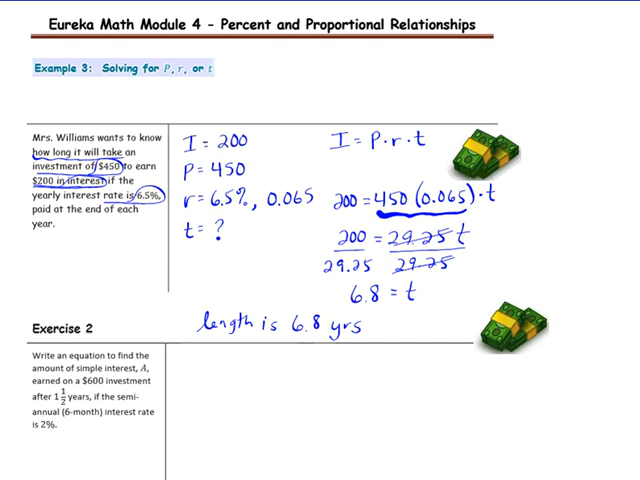 Eureka Math Module 4 – Percent and Proportional Relationships
Example 3: Solving for P, r, or t
Mrs. Williams wants to know
how long it will take an
investment of $450 to earn
$200 in interest if the
yearly interest rate is 6.5%,
paid at the end of each
year.
I = 200
P = 450
r = 6.5%, 0.065
t = ?
I = P · r · t
200 = 450 (0.065) · t
200 = 29.25 t
29.25 29.25
6.8 = t
length is 6.8 yrs
Exercise 2
Write an equation to find the
amount of simple interest, A,
earned on a $600 investment
after 1 1/2 years, if the semi-
annual (6-month) interest rate
is 2%.